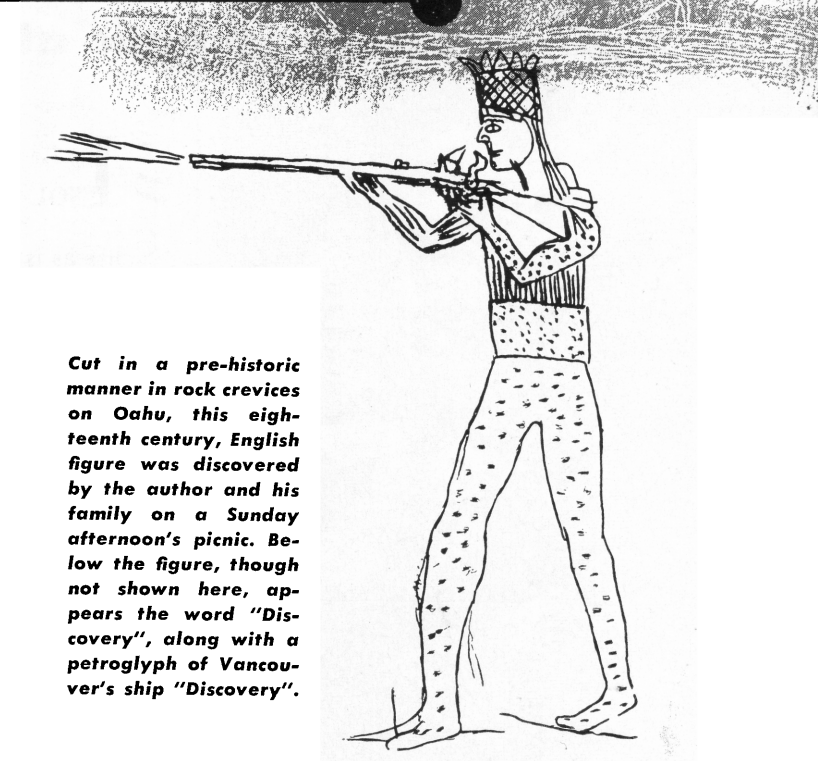 Cut in a pre-historic
manner in rock crevices
on Oahu, this eigh-
teenth century, English
figure was discovered
by the author and his
family on a Sunday
afternoon's picnic. Be-
low the figure, though
not shown here, ap-
pears the word "Dis-
covery", along with a
petroglyph of Vancou-
ver's ship "Discovery".